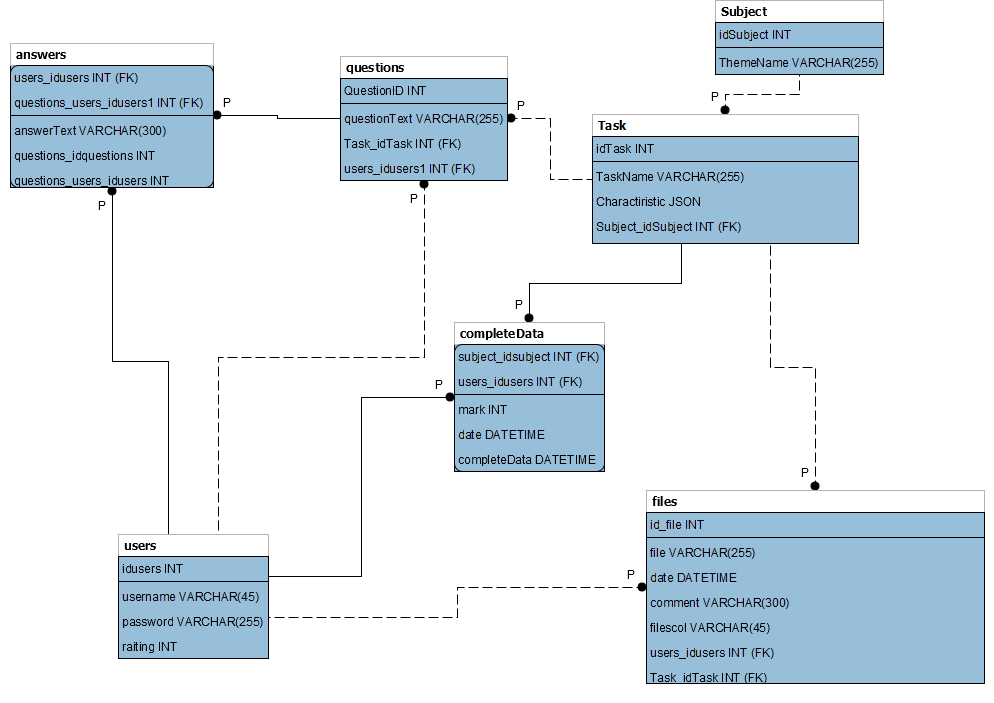 Subject
idSubject INT
ThemeName VARCHAR(255)
answers
users_idusers INT (FK)
questions_users_idusers1 INT (FK)
answerText VARCHAR(300)
questions_idquestions INT
questions_users_idusers INT
P
P
questions
QuestionID INT
questionText VARCHAR(255)
Task_idTask INT (FK)
users_idusers1 INT (FK)
P
P
P
Task
idTask INT
TaskName VARCHAR(255)
Charactiristic JSON
Subject_idSubject INT (FK)
P
completeData
subject_idsubject INT (FK)
users_idusers INT (FK)
mark INT
date DATETIME
completeData DATETIME
P
P
files
id_file INT
file VARCHAR(255)
date DATETIME
comment VARCHAR(300)
filescol VARCHAR(45)
users_idusers INT (FK)
Task_idTask INT (FK)
P
users
idusers INT
username VARCHAR(45)
password VARCHAR(255)
raiting INT